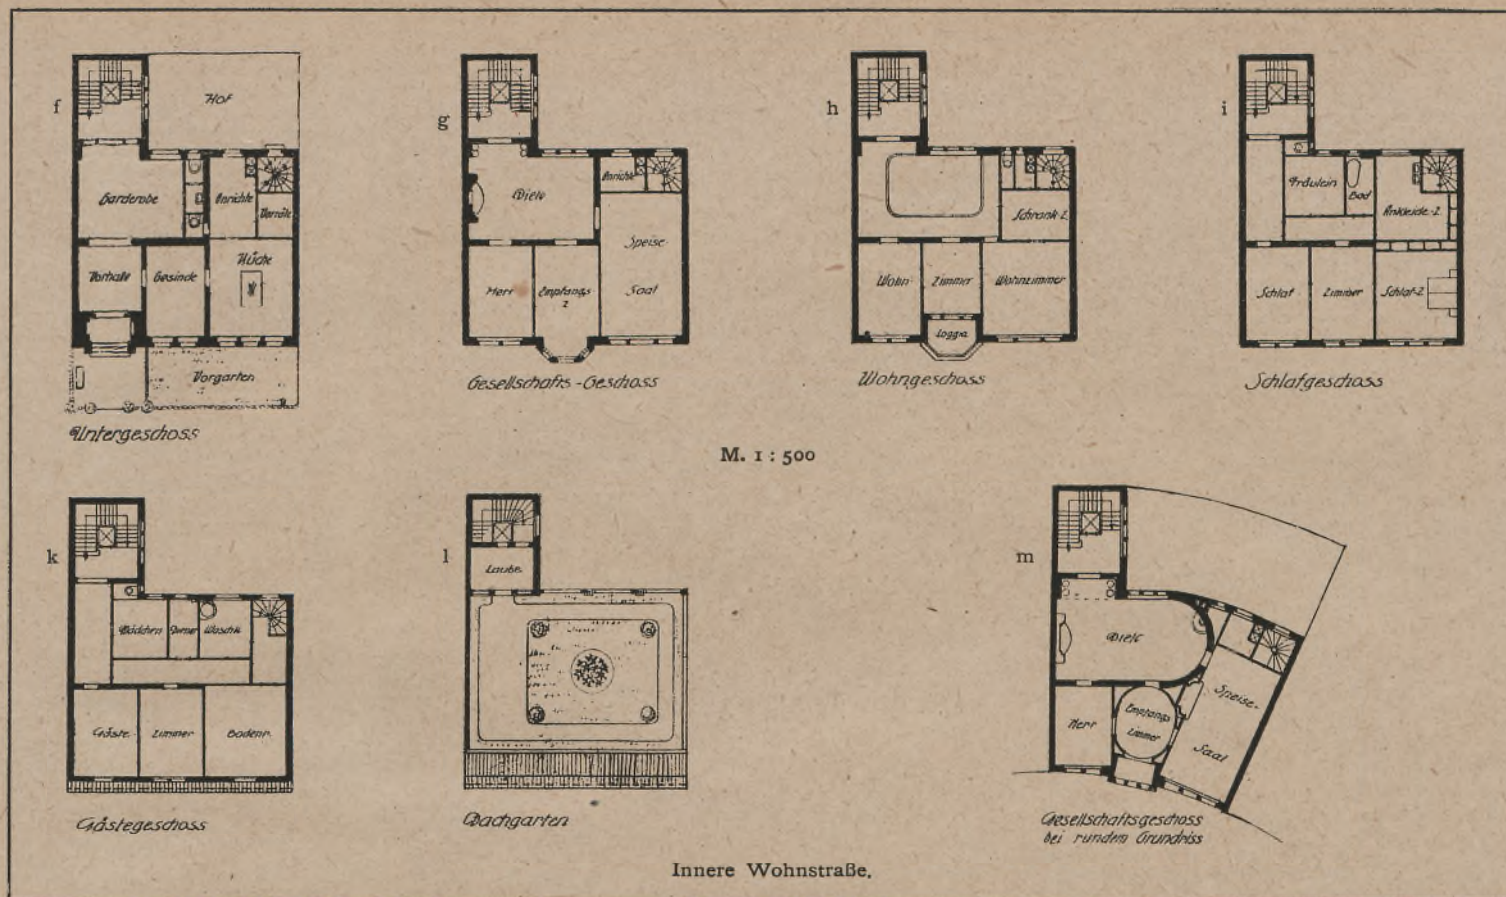 f
Hof
Garderobe
Anrichte
Vorräte
Vorhalle
Gesinde
Küche
Vorgarten
Untergeschoss
g
Diele
Anrichte
Speise
Saal
Herr
Empfangs
Z
Gesellschafts-Geschoss
h
Schrank-Z.
Wohn
Zimmer
Wohnzimmer
Loggia
Wohngeschoss
i
Fräulein
Bad
Ankleide-Z.
Schlaf
Zimmer
Schlaf-Z
Schlafgeschoss
M. 1 : 500
k
Mädchen
Waschk.
Gäste
Zimmer
Bodenr.
Gästegeschoss
l
Laube
Dachgarten
m
Diele
Herr
Empfangs
zimmer
Speise-
Saal
Gesellschaftsgeschoss
bei rundem Grundriss
Innere Wohnstraße.